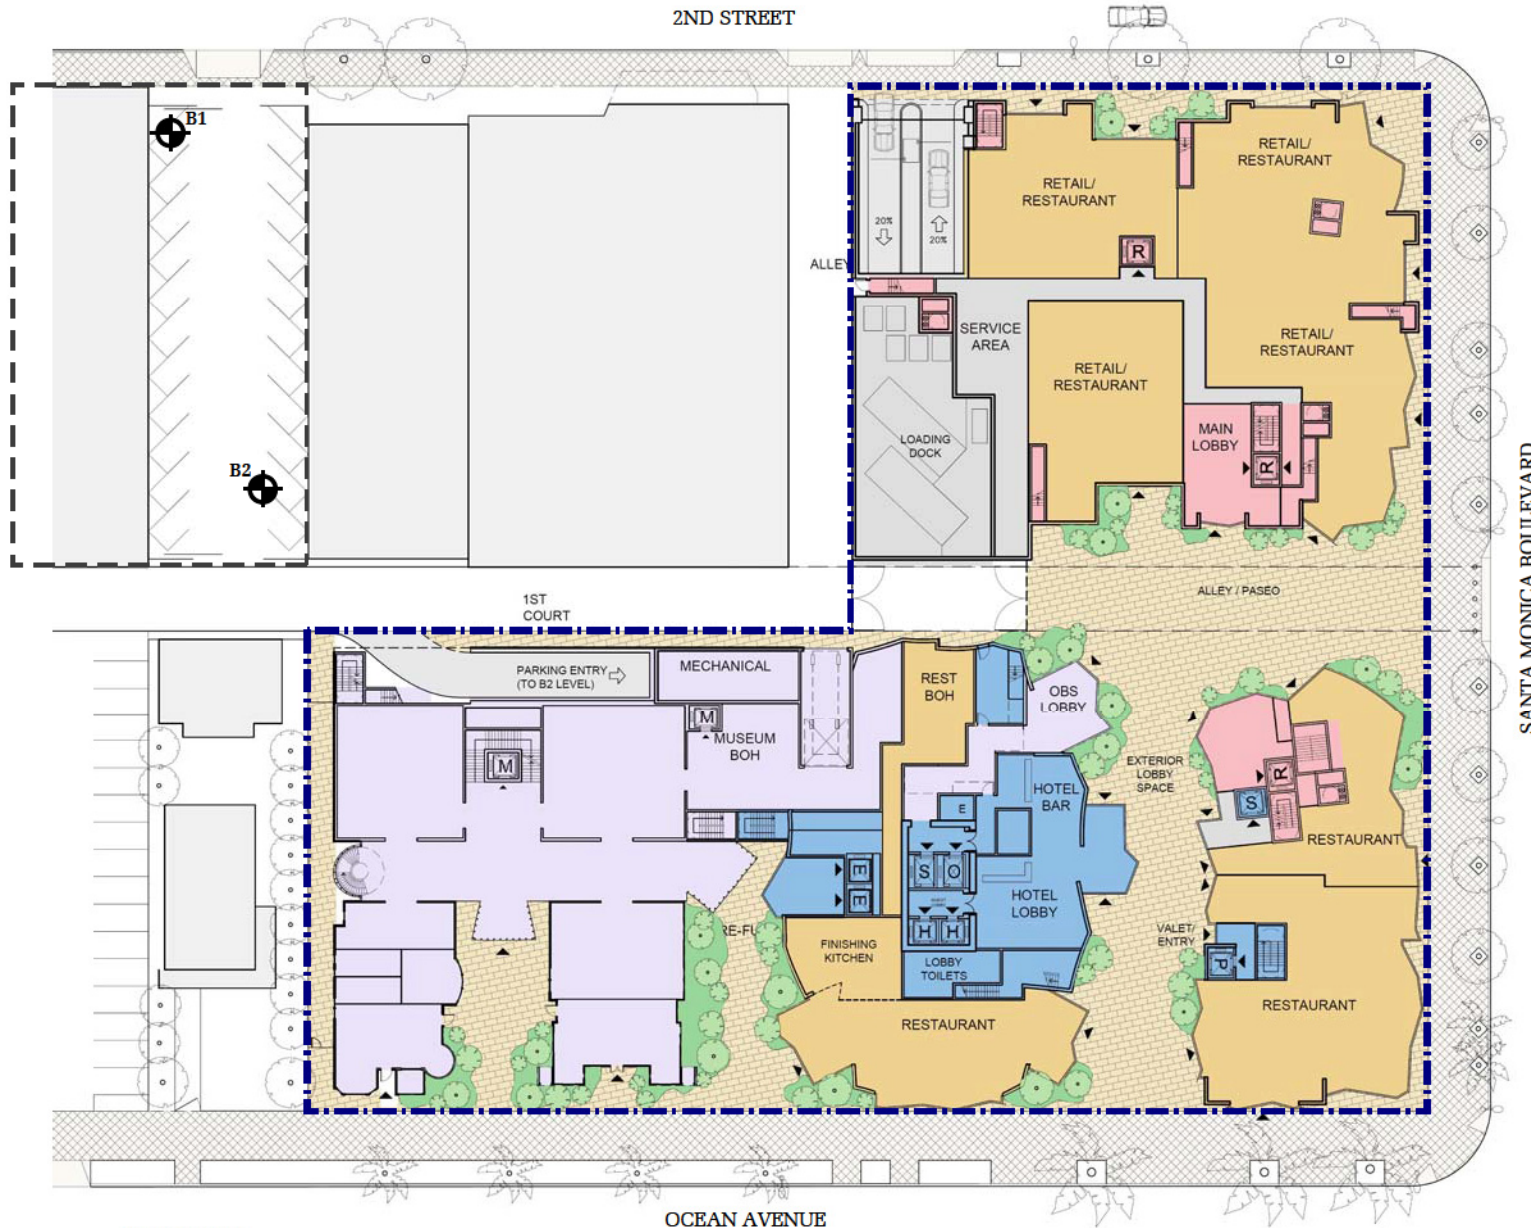 2ND STREET
B1
B2
ALLEY
20%
20%
RETAIL/
RESTAURANT
RETAIL/
RESTAURANT
R
SERVICE
AREA
RETAIL/
RESTAURANT
RETAIL/
RESTAURANT
LOADING
DOCK
MAIN
LOBBY
R
ALLEY / PASEO
SANTA MONICA BOULEVARD
1ST
COURT
PARKING ENTRY
(TO B2 LEVEL)
MECHANICAL
REST
BOH
OBS
LOBBY
M
MUSEUM
BOH
M
EXTERIOR
LOBBY
SPACE
HOTEL
BAR
E
R
S
RESTAURANT
E
E
S
O
HOTEL
LOBBY
H
H
RE-FU
FINISHING
KITCHEN
LOBBY
TOILETS
VALET/
ENTRY
P
RESTAURANT
RESTAURANT
OCEAN AVENUE